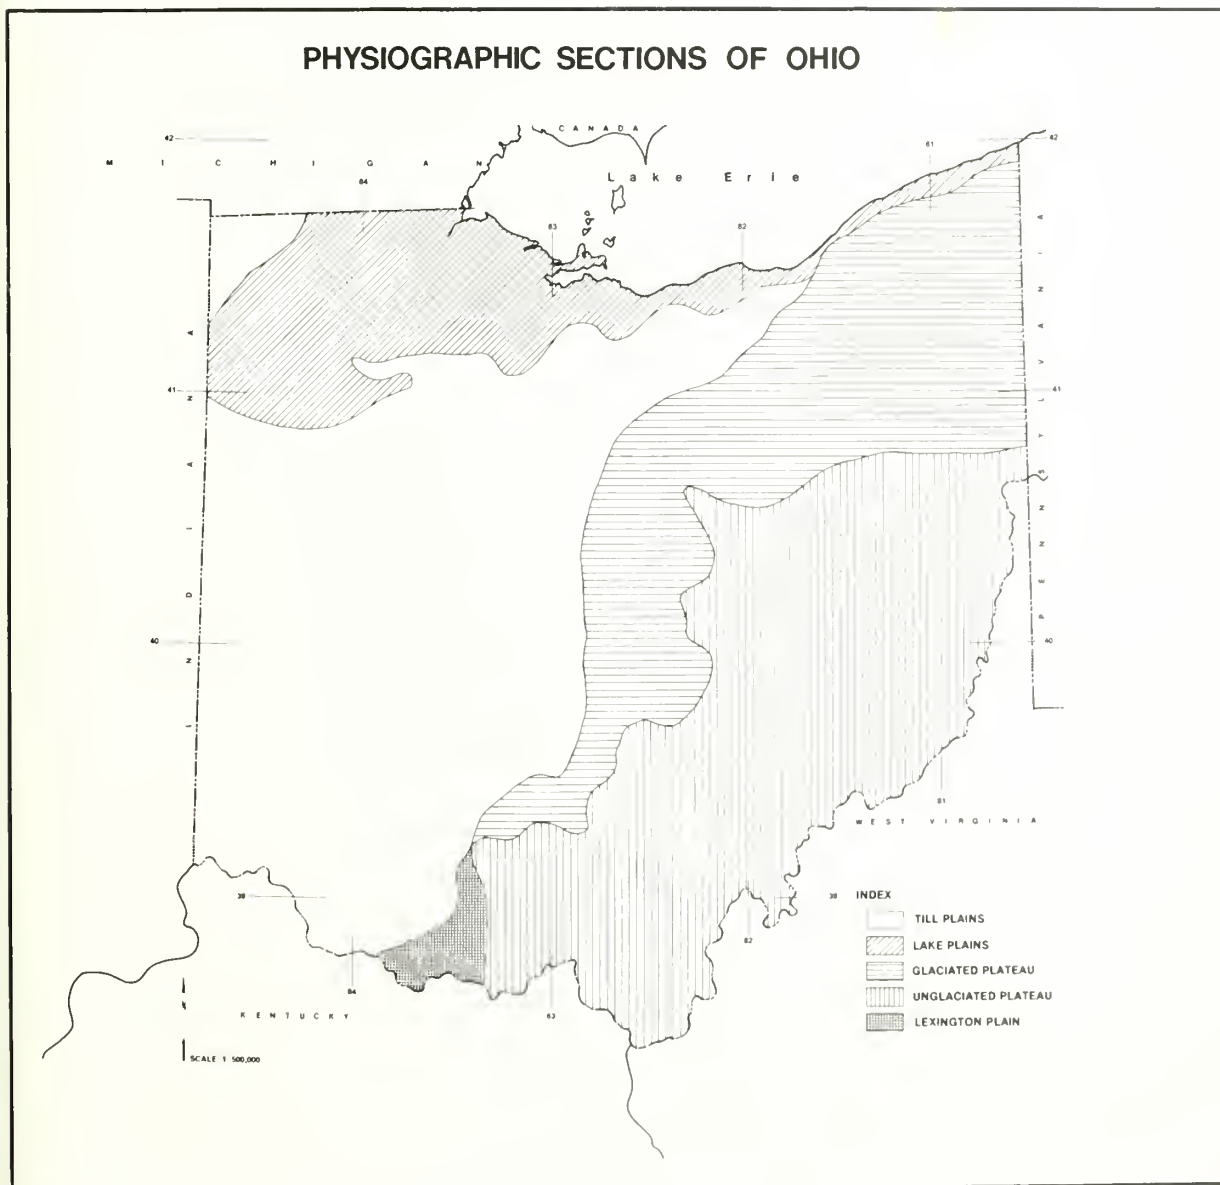 PHYSIOGRAPHIC SECTIONS OF OHIO
CANADA
42
42
MICHIGAN
81
Lake Erie
84
83
82
INDIANA
PENNSYLVANIA
41
41
40
40
81
WEST VIRGINIA
39
39
INDEX
TILL PLAINS
82
LAKE PLAINS
GLACIATED PLATEAU
84
UNGLACIATED PLATEAU
N
KENTUCKY
83
LEXINGTON PLAIN
SCALE 1 500,000